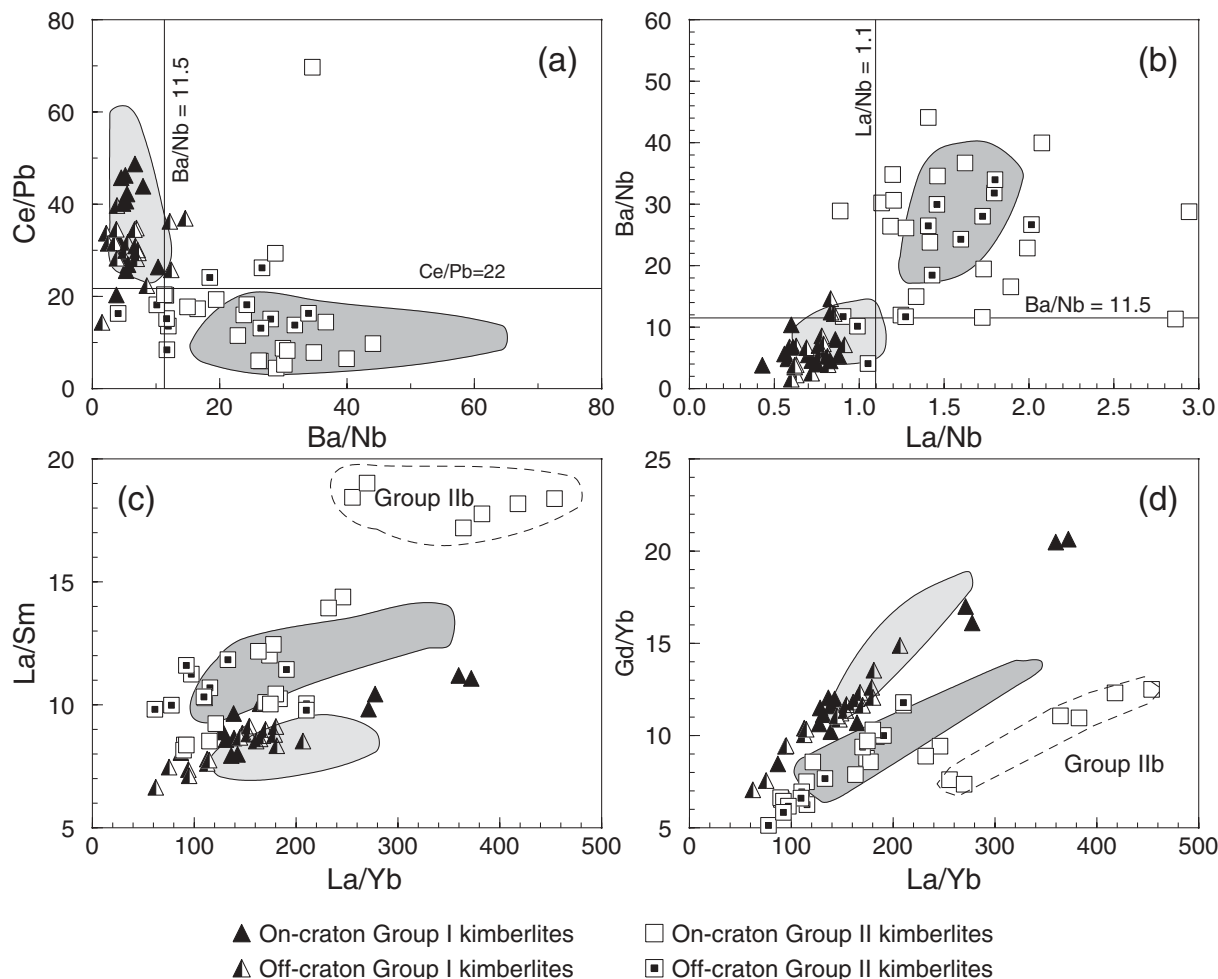 80
60
40
20
0
0 20 40 60 80
Ce/Pb
Ba/Nb
(a)
Ba/Nb = 11.5
Ce/Pb=22
60
50
40
30
20
10
0
0.0 0.5 1.0 1.5 2.0 2.5 3.0
Ba/Nb
La/Nb
(b)
La/Nb = 1.1
Ba/Nb = 11.5
20
15
10
5
0 100 200 300 400 500
La/Sm
La/Yb
(c)
Group IIb
25
20
15
10
5
0 100 200 300 400 500
Gd/Yb
La/Yb
(d)
Group IIb
On-craton Group I kimberlites
On-craton Group II kimberlites
Off-craton Group I kimberlites
Off-craton Group II kimberlites